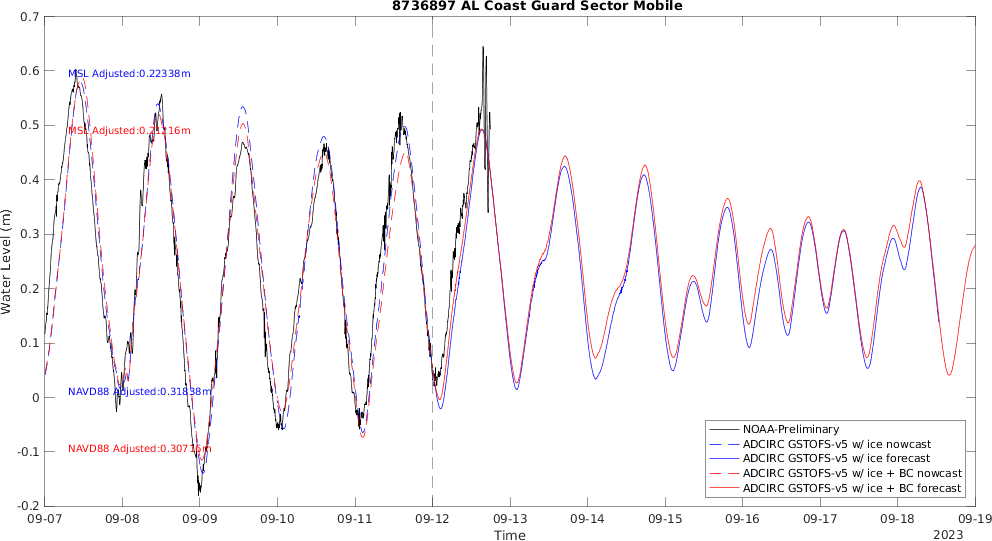 8736897 AL Coast Guard Sector Mobile
0.7
0.6
0.5
0.4
0.3
0.2
0.1
0
-0.1
-0.2
Water Level (m)
MSL Adjusted:0.22338m
MSL Adjusted:0.21216m
NAVD88 Adjusted:0.31838m
NAVD88 Adjusted:0.30716m
NOAA-Preliminary
ADCIRC GSTOFS-v5 w/ ice nowcast
ADCIRC GSTOFS-v5 w/ ice forecast
ADCIRC GSTOFS-v5 w/ ice + BC nowcast
ADCIRC GSTOFS-v5 w/ ice + BC forecast
09-07 09-08 09-09 09-10 09-11 09-12 09-13 09-14 09-15 09-16 09-17 09-18 09-19
Time
2023